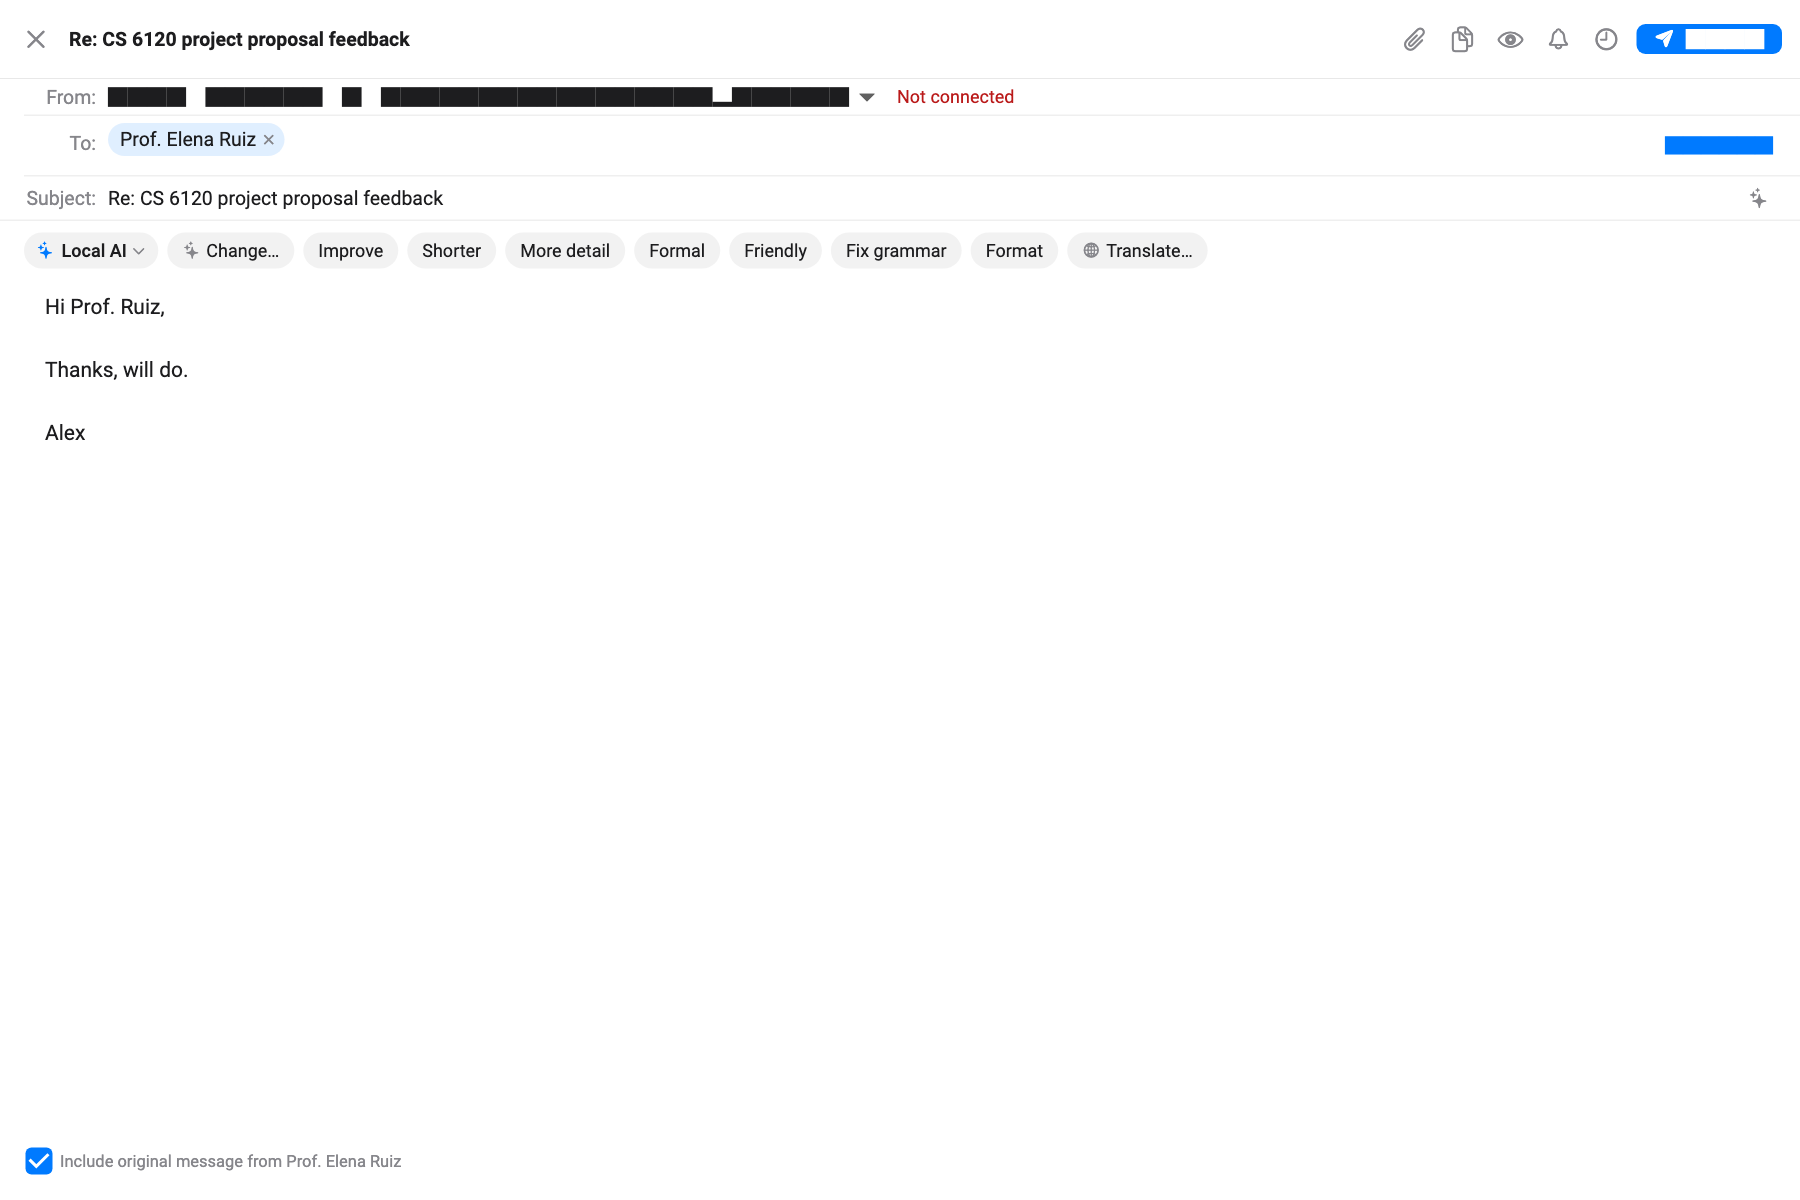 Re: CS 6120 project proposal feedback
From:
Not connected
To: Prof. Elena Ruiz
Subject: Re: CS 6120 project proposal feedback
Local AI Change... Improve Shorter More detail Formal Friendly Fix grammar Format Translate...
Hi Prof. Ruiz,
Thanks, will do.
Alex
Include original message from Prof. Elena Ruiz